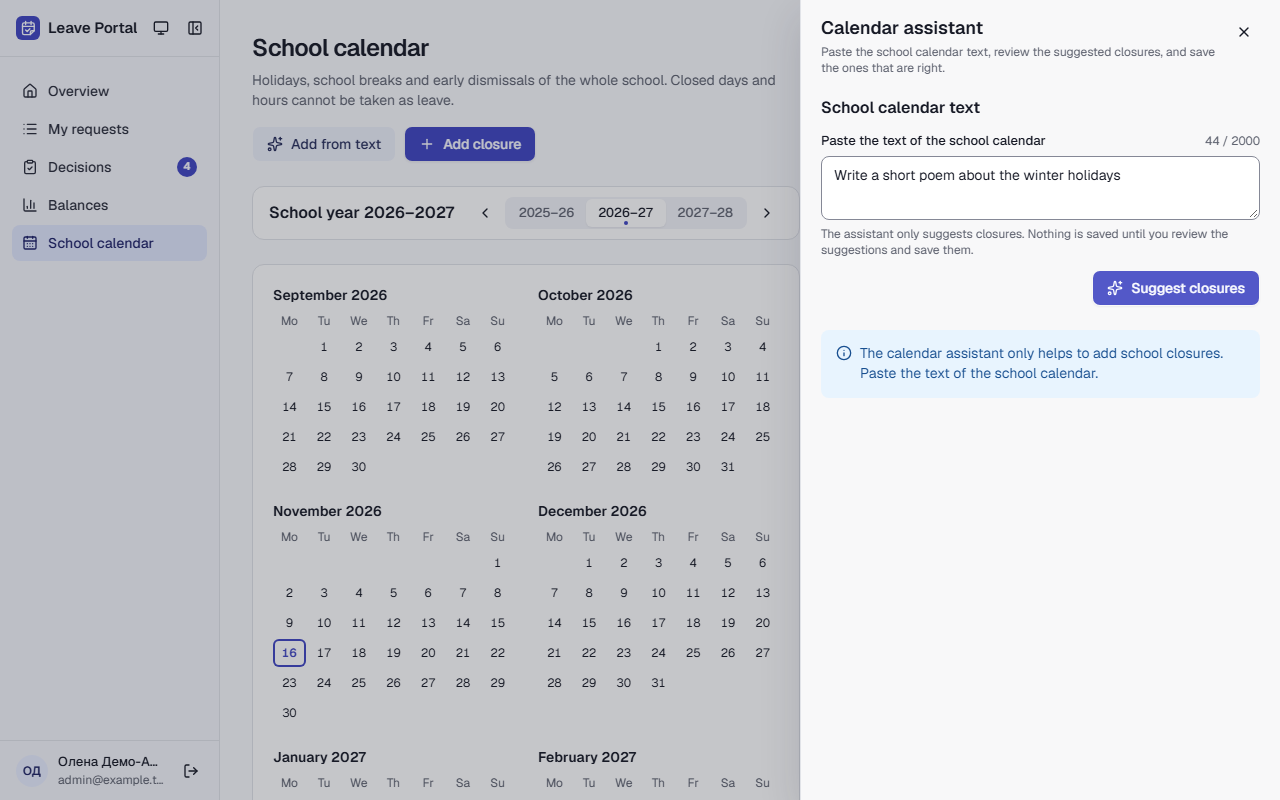 Leave Portal
Overview
My requests
Decisions 4
Balances
School calendar
ОД
Олена Демо-А...
admin@example.t...
School calendar
Holidays, school breaks and early dismissals of the whole school. Closed days and
hours cannot be taken as leave.
Add from text
Add closure
School year 2026–2027
2025–26 2026–27 2027–28
September 2026
Mo Tu We Th Fr Sa Su
1 2 3 4 5 6
7 8 9 10 11 12 13
14 15 16 17 18 19 20
21 22 23 24 25 26 27
28 29 30
October 2026
Mo Tu We Th Fr Sa Su
1 2 3 4
5 6 7 8 9 10 11
12 13 14 15 16 17 18
19 20 21 22 23 24 25
26 27 28 29 30 31
November 2026
Mo Tu We Th Fr Sa Su
1
2 3 4 5 6 7 8
9 10 11 12 13 14 15
16 17 18 19 20 21 22
23 24 25 26 27 28 29
30
December 2026
Mo Tu We Th Fr Sa Su
1 2 3 4 5 6
7 8 9 10 11 12 13
14 15 16 17 18 19 20
21 22 23 24 25 26 27
28 29 30 31
January 2027
Mo Tu We Th Fr Sa Su
February 2027
Mo Tu We Th Fr Sa Su
Calendar assistant
Paste the school calendar text, review the suggested closures, and save
the ones that are right.
School calendar text
Paste the text of the school calendar 44 / 2000
Write a short poem about the winter holidays
The assistant only suggests closures. Nothing is saved until you review the
suggestions and save them.
Suggest closures
The calendar assistant only helps to add school closures.
Paste the text of the school calendar.